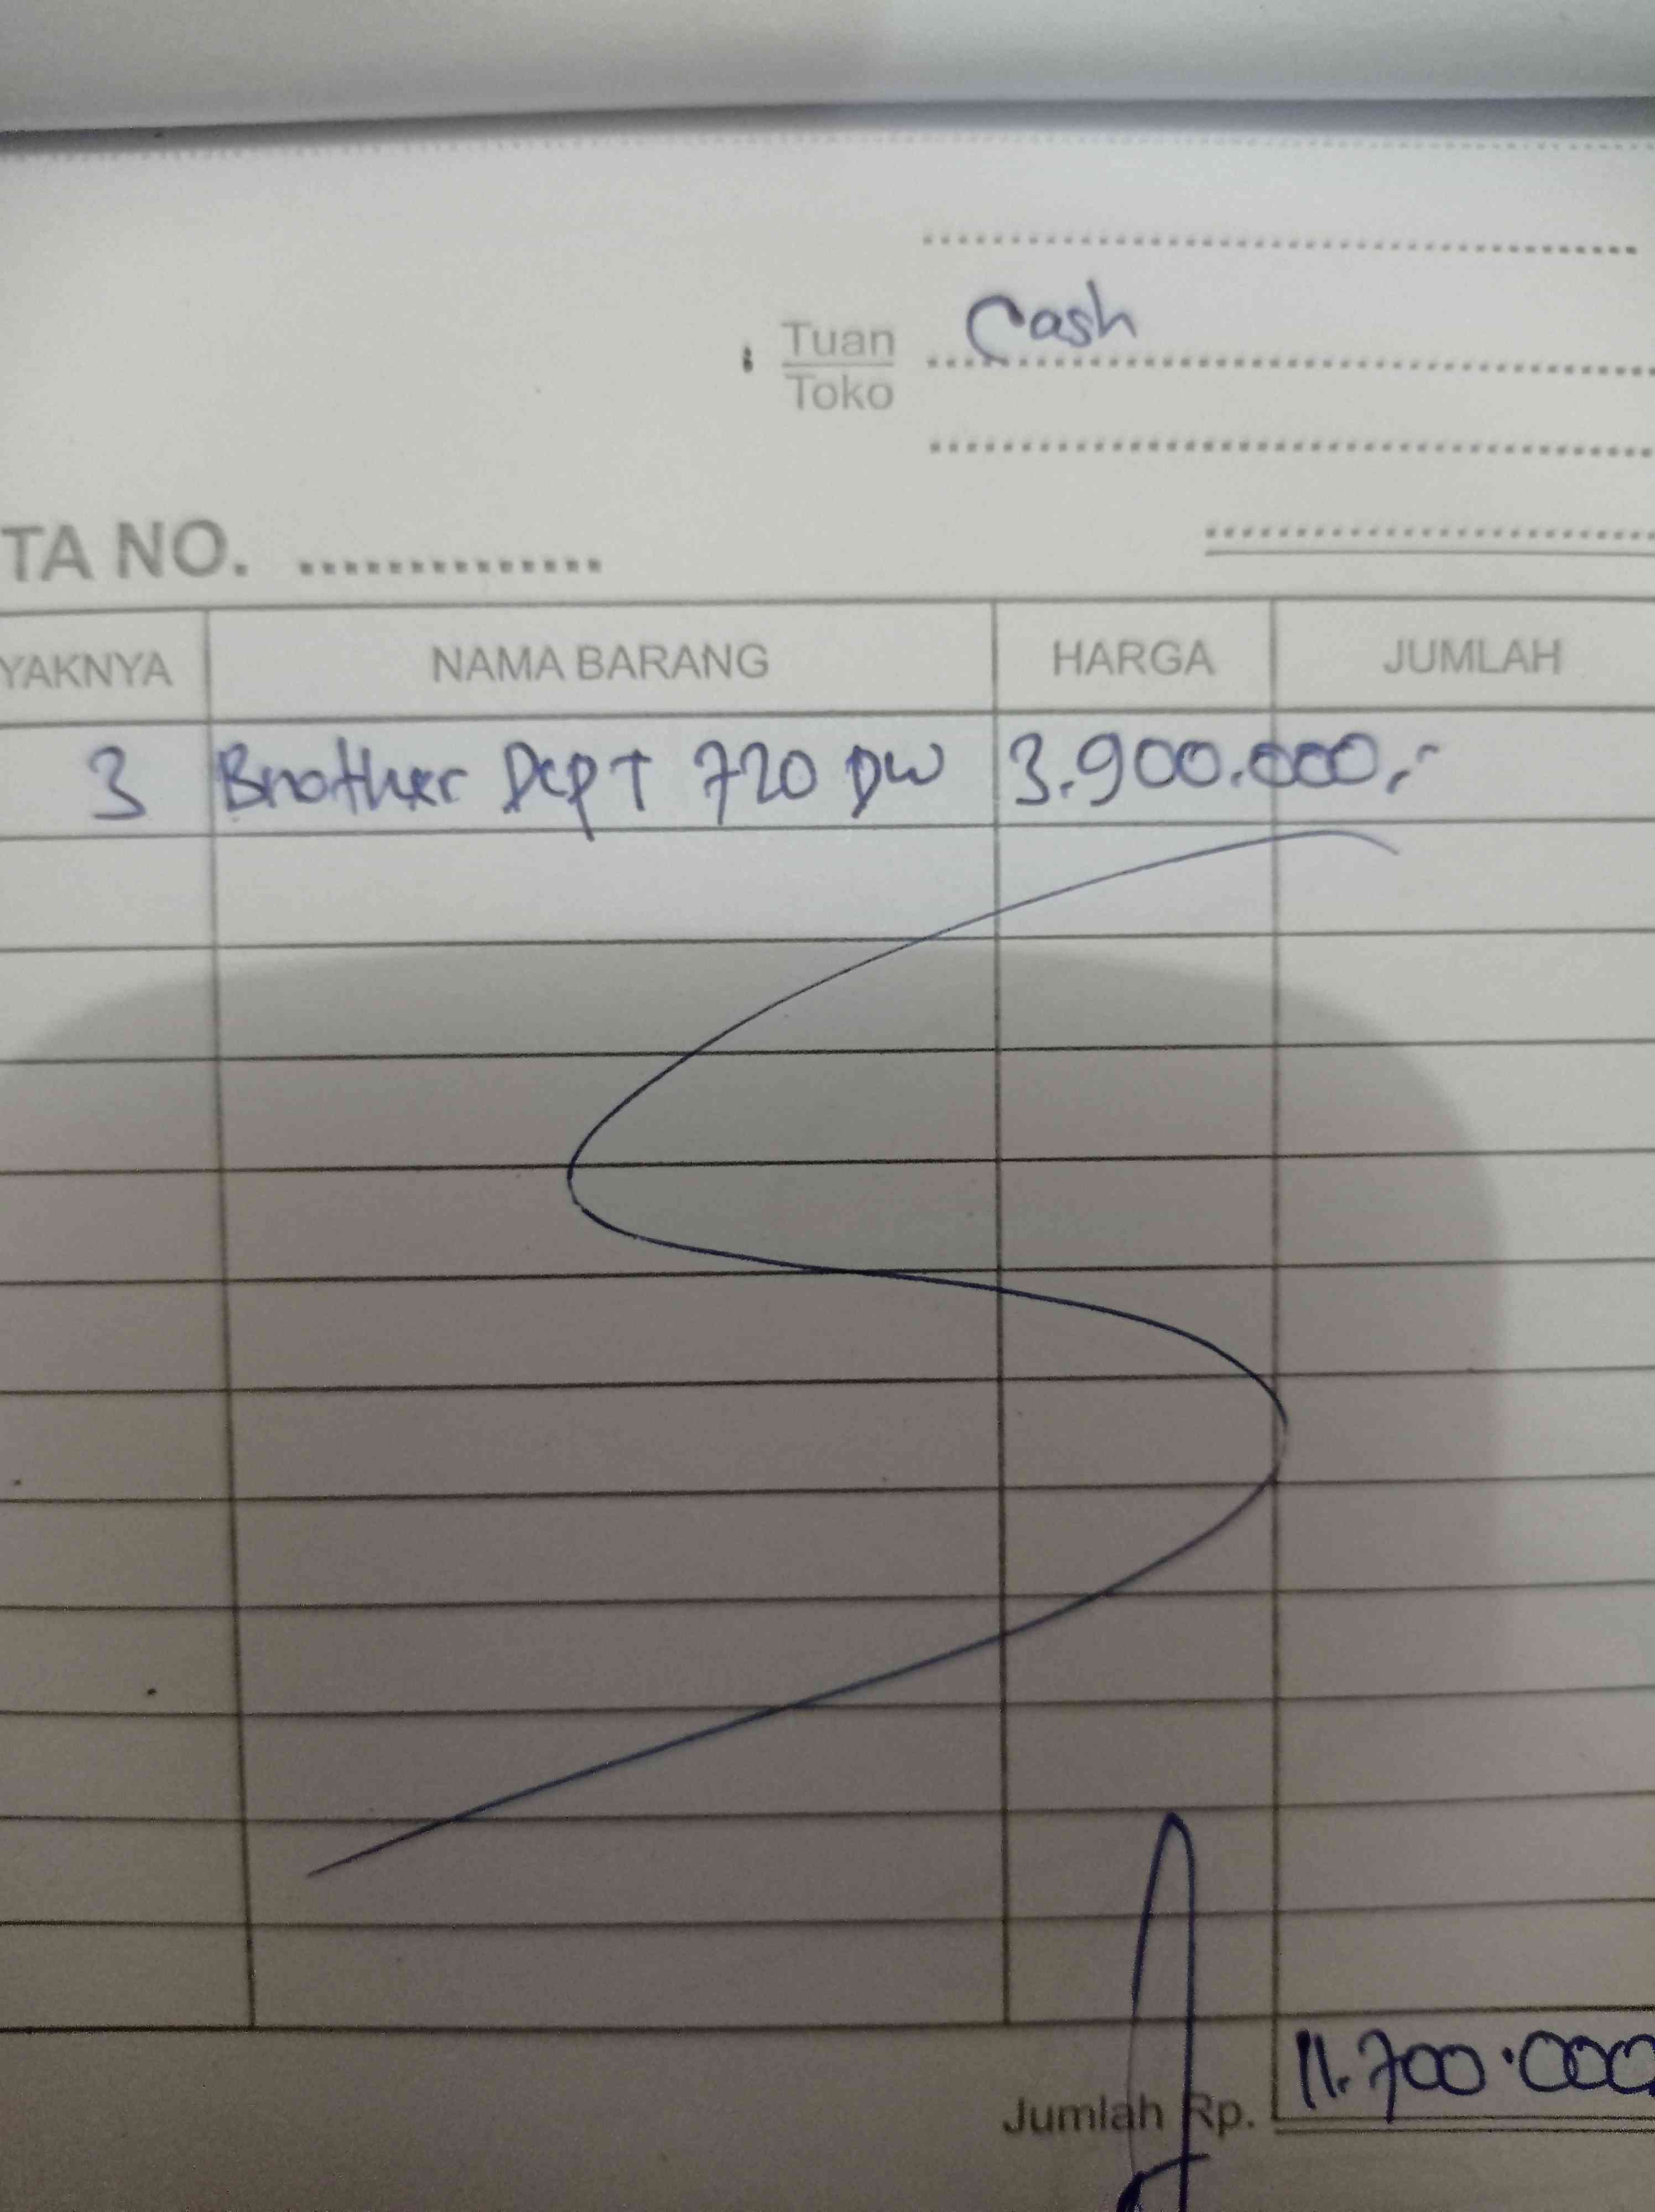 Cash
Tuan
Toko
TA NO. ..............
YAKNYA NAMA BARANG HARGA JUMLAH
3 Brother Dcp T 720 DW 3.900.000,-
Jumlah Rp. 11.700.000